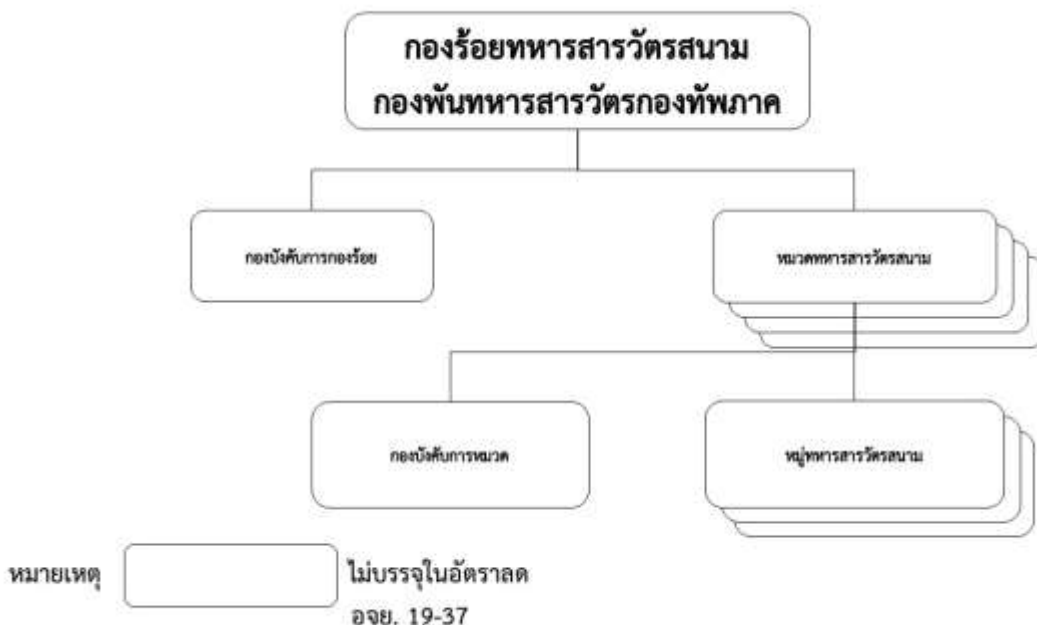 กองร้อยทหารสารวัตรสนาม
กองพันทหารสารวัตรกองทัพภาค
กองบังคับการกองร้อย
หมวดทหารสารวัตรสนาม
กองบังคับการหมวด
หมู่ทหารสารวัตรสนาม
หมายเหตุ ไม่บรรจุในอัตราลด
อจย. 19-37